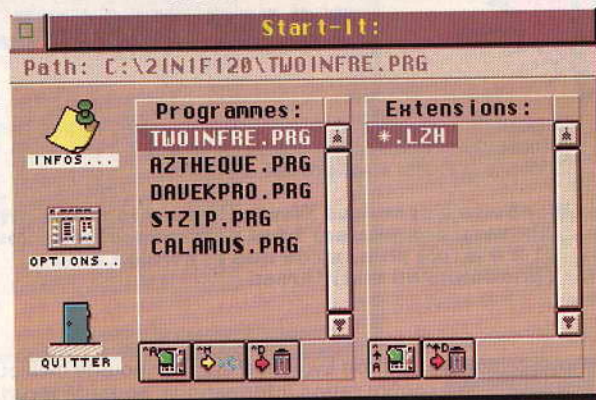 Start-It:
Path: C:\2IN1F120\TWOINFRE.PRG
INFOS...
OPTIONS..
QUITTER
Programmes:
TWOINFRE.PRG
AZTHEQUE.PRG
DAVEKPRO.PRG
STZIP.PRG
CALAMUS.PRG
^A
^M
^D
Extensions:
*.LZH
↑A
^↑D